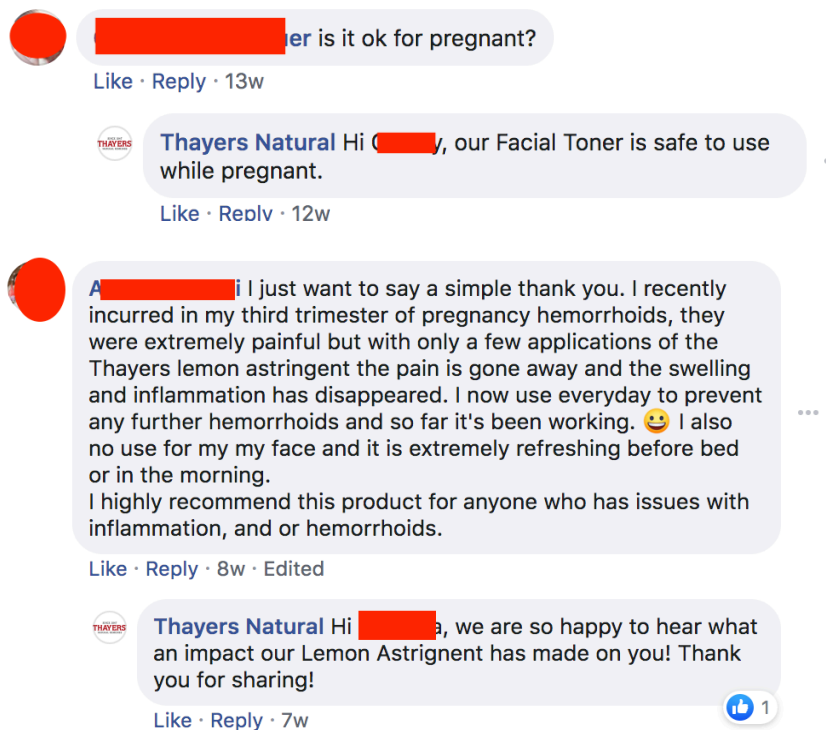 er is it ok for pregnant?
Like · Reply · 13w
THAYERS
Thayers Natural Hi y, our Facial Toner is safe to use
while pregnant.
Like · Reply · 12w
A i I just want to say a simple thank you. I recently
incurred in my third trimester of pregnancy hemorrhoids, they
were extremely painful but with only a few applications of the
Thayers lemon astringent the pain is gone away and the swelling
and inflammation has disappeared. I now use everyday to prevent
any further hemorrhoids and so far it's been working. 😀 I also
no use for my my face and it is extremely refreshing before bed
or in the morning.
I highly recommend this product for anyone who has issues with
inflammation, and or hemorrhoids.
Like · Reply · 8w · Edited
THAYERS
Thayers Natural Hi a, we are so happy to hear what
an impact our Lemon Astrignent has made on you! Thank
you for sharing!
1
Like · Reply · 7w